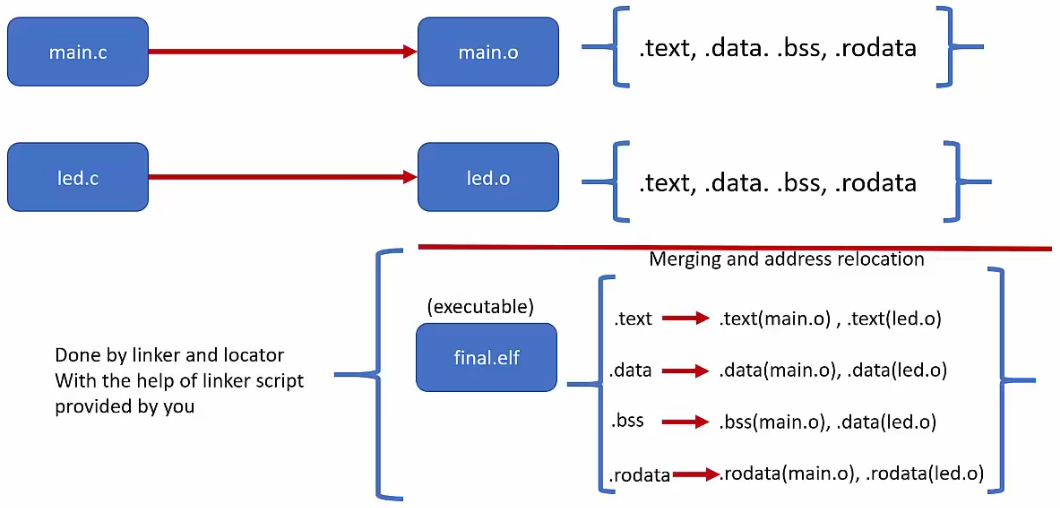 main.c
main.o
.text, .data. .bss, .rodata
led.c
led.o
.text, .data. .bss, .rodata
Merging and address relocation
(executable)
final.elf
Done by linker and locator
With the help of linker script
provided by you
.text
.text(main.o) , .text(led.o)
.data
.data(main.o), .data(led.o)
.bss
.bss(main.o), .data(led.o)
.rodata
.rodata(main.o), .rodata(led.o)